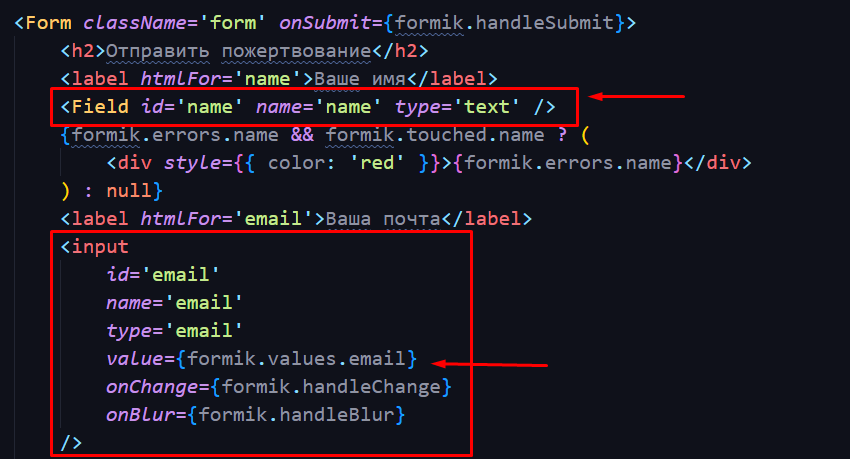 <Form className='form' onSubmit={formik.handleSubmit}>
<h2>Отправить пожертвование</h2>
<label htmlFor='name'>Ваше имя</label>
<Field id='name' name='name' type='text' />
{formik.errors.name && formik.touched.name ? (
<div style={{ color: 'red' }}>{formik.errors.name}</div>
) : null}
<label htmlFor='email'>Ваша почта</label>
<input
id='email'
name='email'
type='email'
value={formik.values.email}
onChange={formik.handleChange}
onBlur={formik.handleBlur}
/>